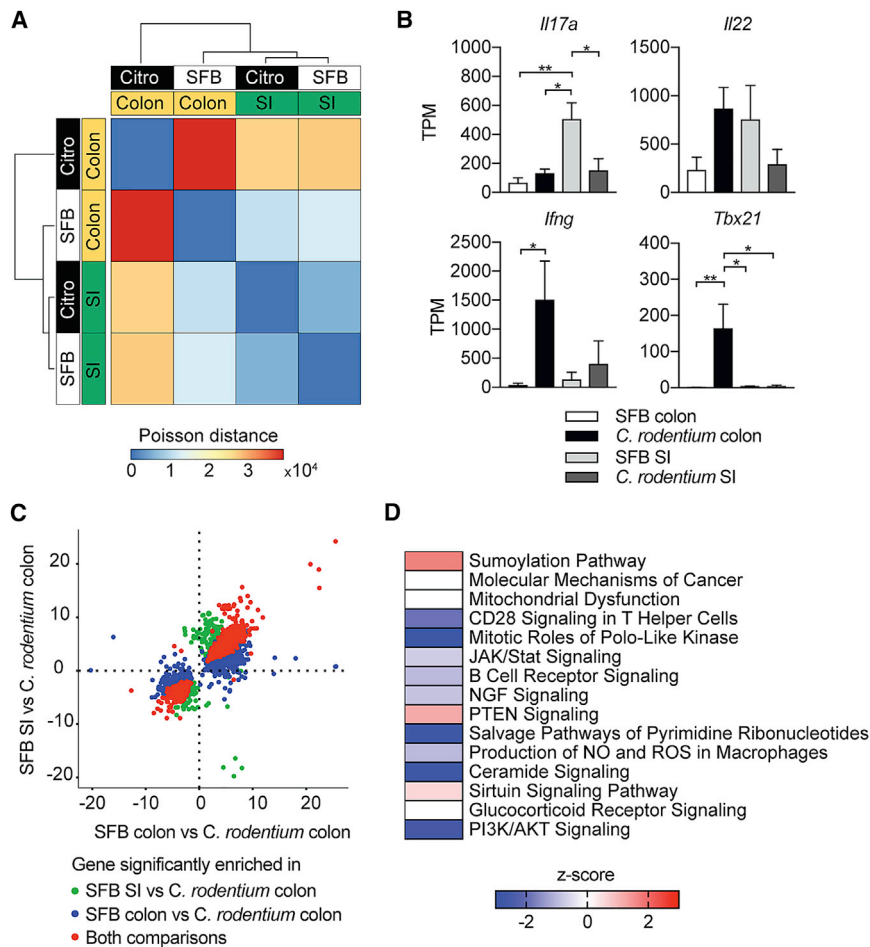 A
Citro SFB Citro SFB
Colon Colon SI SI
Citro Colon
SFB Colon
Citro SI
SFB SI
Poisson distance
0 1 2 3 x10⁴
B
Il17a
TPM
1000
800
600
400
200
0
** * *
Il22
1500
1000
500
0
Ifng
TPM
2500
2000
1500
1000
500
0
*
Tbx21
400
300
200
100
0
** * *
SFB colon
C. rodentium colon
SFB SI
C. rodentium SI
C
SFB SI vs C. rodentium colon
20
10
0
-10
-20
-20 -10 0 10 20
SFB colon vs C. rodentium colon
Gene significantly enriched in
SFB SI vs C. rodentium colon
SFB colon vs C. rodentium colon
Both comparisons
D
Sumoylation Pathway
Molecular Mechanisms of Cancer
Mitochondrial Dysfunction
CD28 Signaling in T Helper Cells
Mitotic Roles of Polo-Like Kinase
JAK/Stat Signaling
B Cell Receptor Signaling
NGF Signaling
PTEN Signaling
Salvage Pathways of Pyrimidine Ribonucleotides
Production of NO and ROS in Macrophages
Ceramide Signaling
Sirtuin Signaling Pathway
Glucocorticoid Receptor Signaling
PI3K/AKT Signaling
z-score
-2 0 2